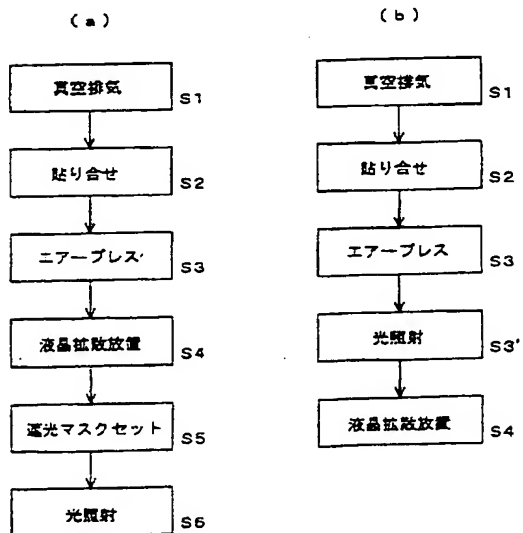 (a)
真空排気
S1
貼り合せ
S2
エアープレス
S3
液晶拡散放置
S4
遮光マスクセット
S5
光照射
S6
(b)
真空排気
S1
貼り合せ
S2
エアープレス
S3
光照射
S3'
液晶拡散放置
S4